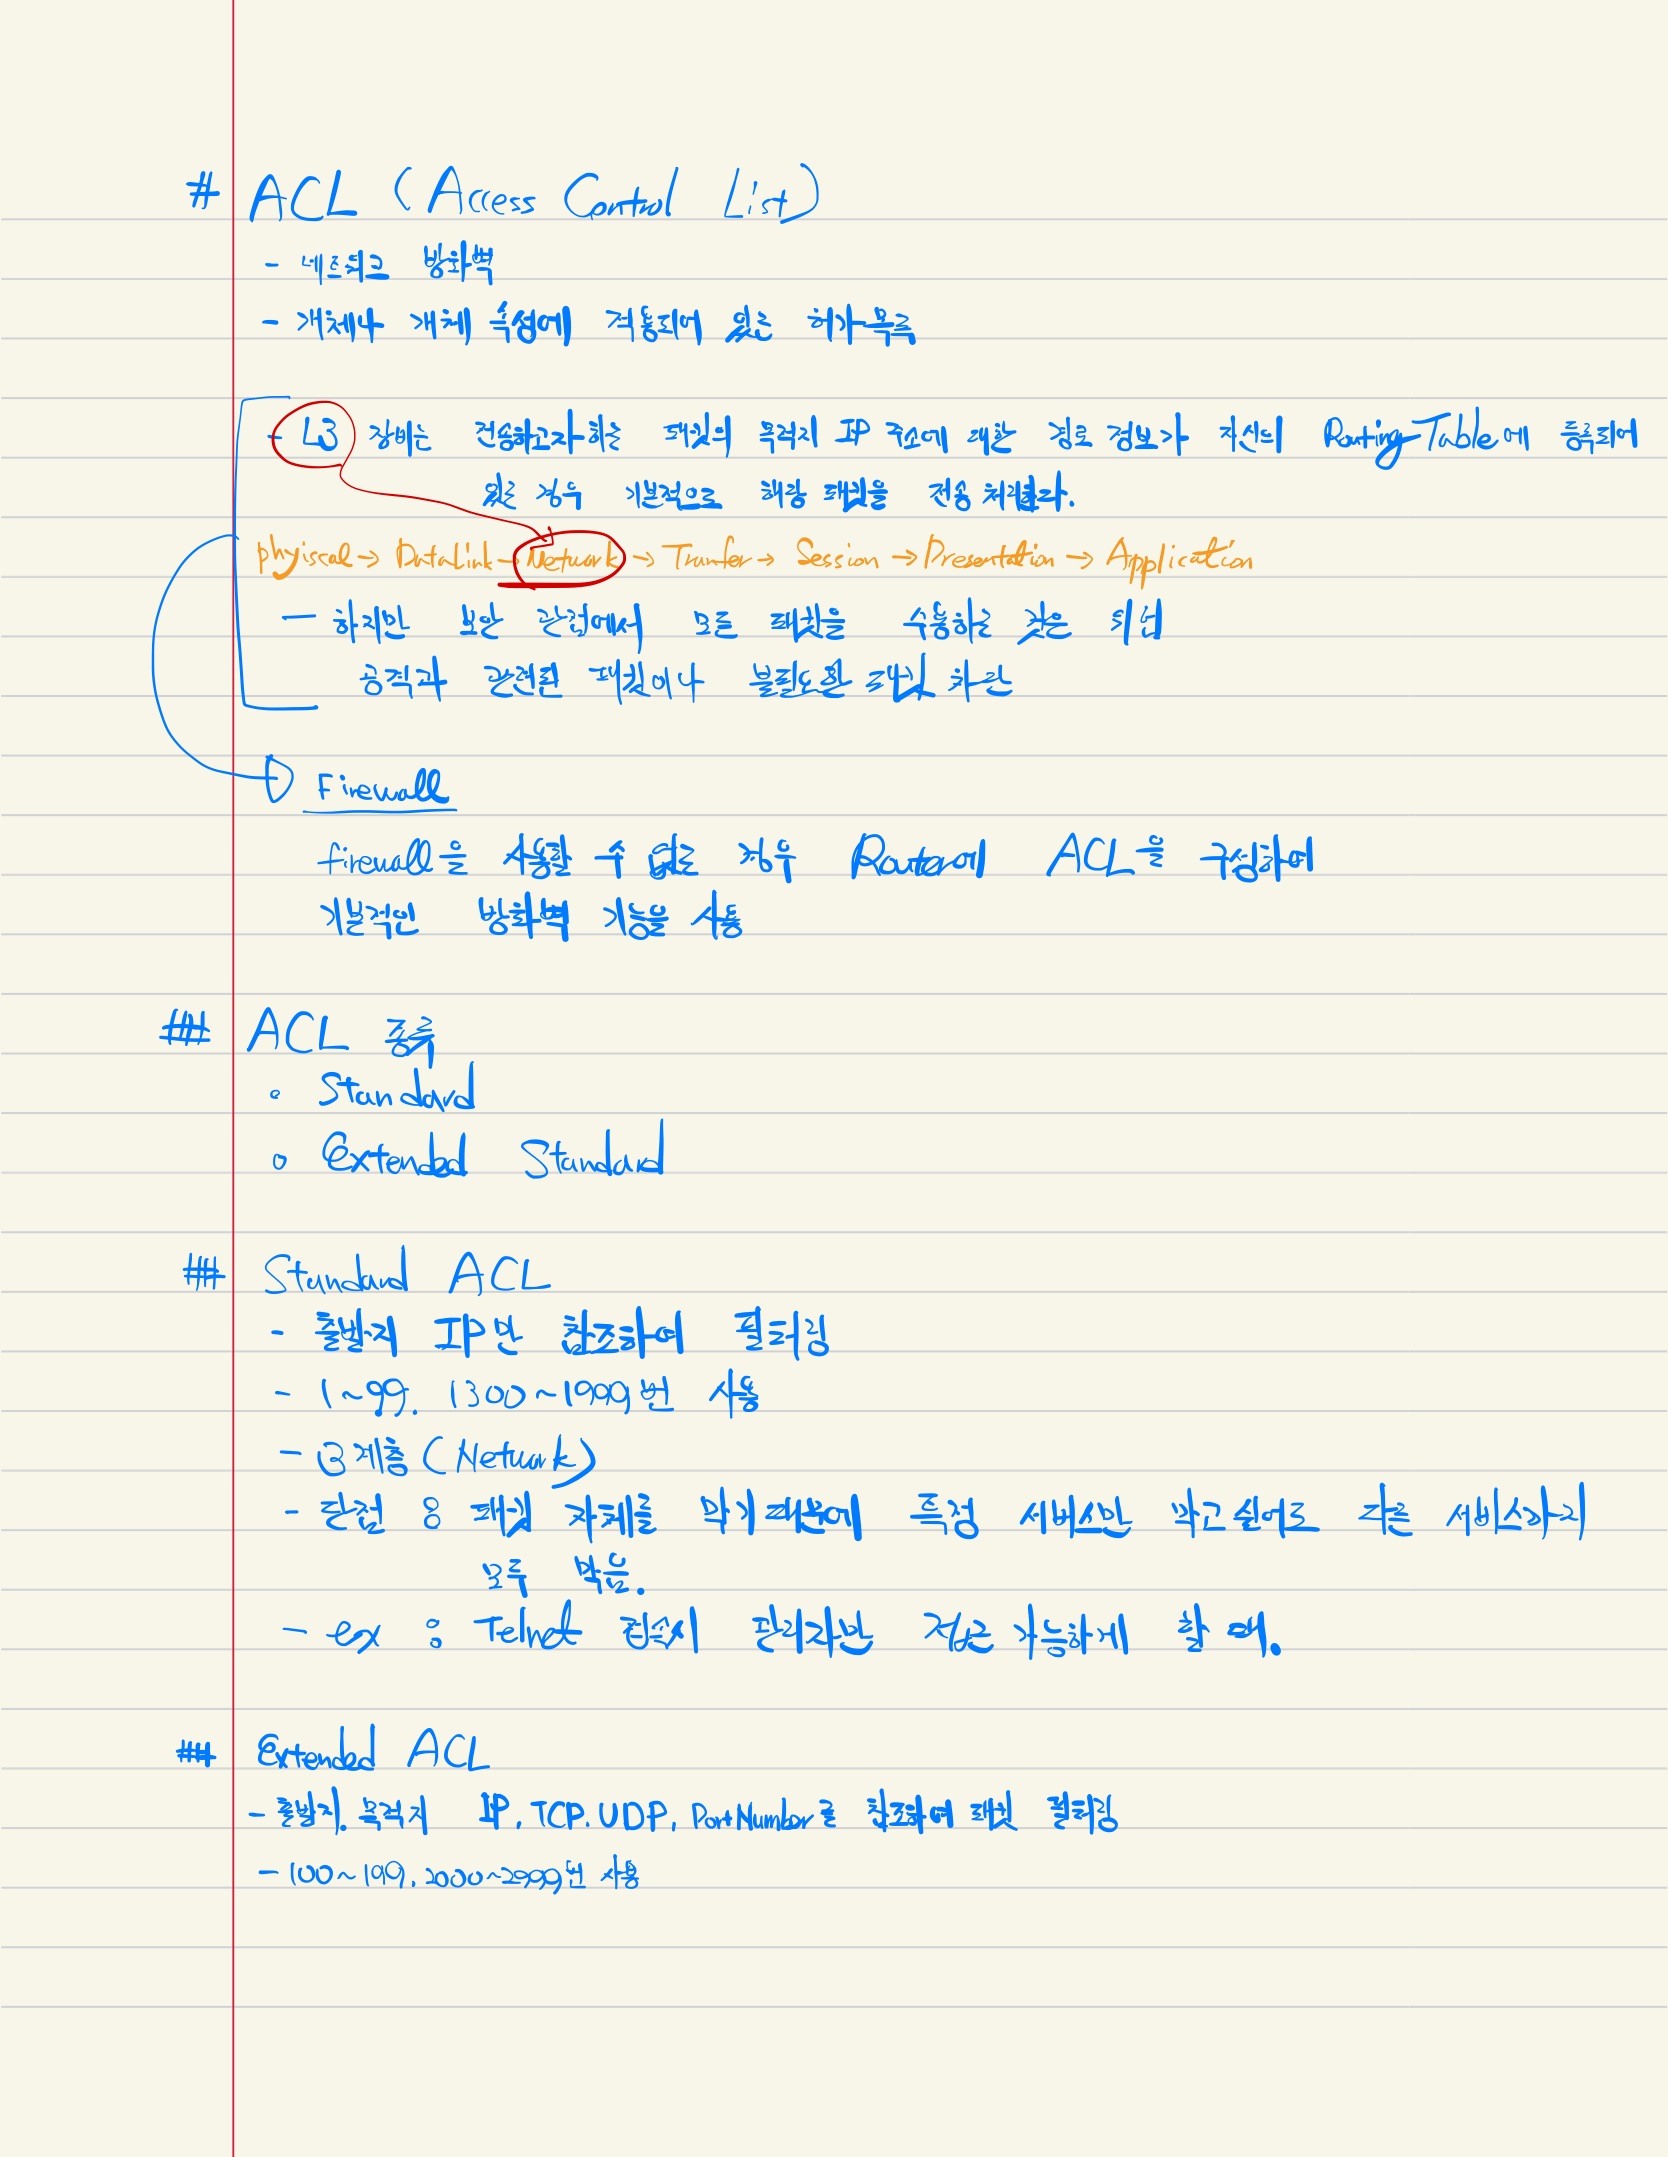 # ACL (Access Control List)
- 네트워크 방화벽
- 개체나 개체 속성에 적용되어 있는 허가 목록
- L3 장비는 전송하고자 하는 패킷의 목적지 IP 주소에 대한 경로 정보가 자신의 Routing-Table에 등록되어
있는 경우 기본적으로 해당 패킷을 전송 처리한다.
phyiscal → DataLink → Network → Tranfer → Session → Presentation → Application
- 하지만 보안 관점에서 모든 패킷을 수용하는 것은 위험
공격과 관련된 패킷이나 불필요한 패킷 차단
Firewall
firewall을 사용할 수 없는 경우 Router에 ACL을 구성하여
기본적인 방화벽 기능을 사용
## ACL 종류
◦ Standard
◦ Extended Standard
## Standard ACL
- 출발지 IP만 참조하여 필터링
- 1~99. 1300~1999번 사용
- 3계층 (Network)
- 단점 : 패킷 자체를 막기 때문에 특정 서비스만 막고 싶어도 다른 서비스까지
모두 막음.
- ex : Telnet 접속시 관리자만 접근 가능하게 할 때.
## Extended ACL
- 출발지. 목적지 IP, TCP. UDP, PortNumber를 참조하여 패킷 필터링
- 100~199. 2000~2999번 사용